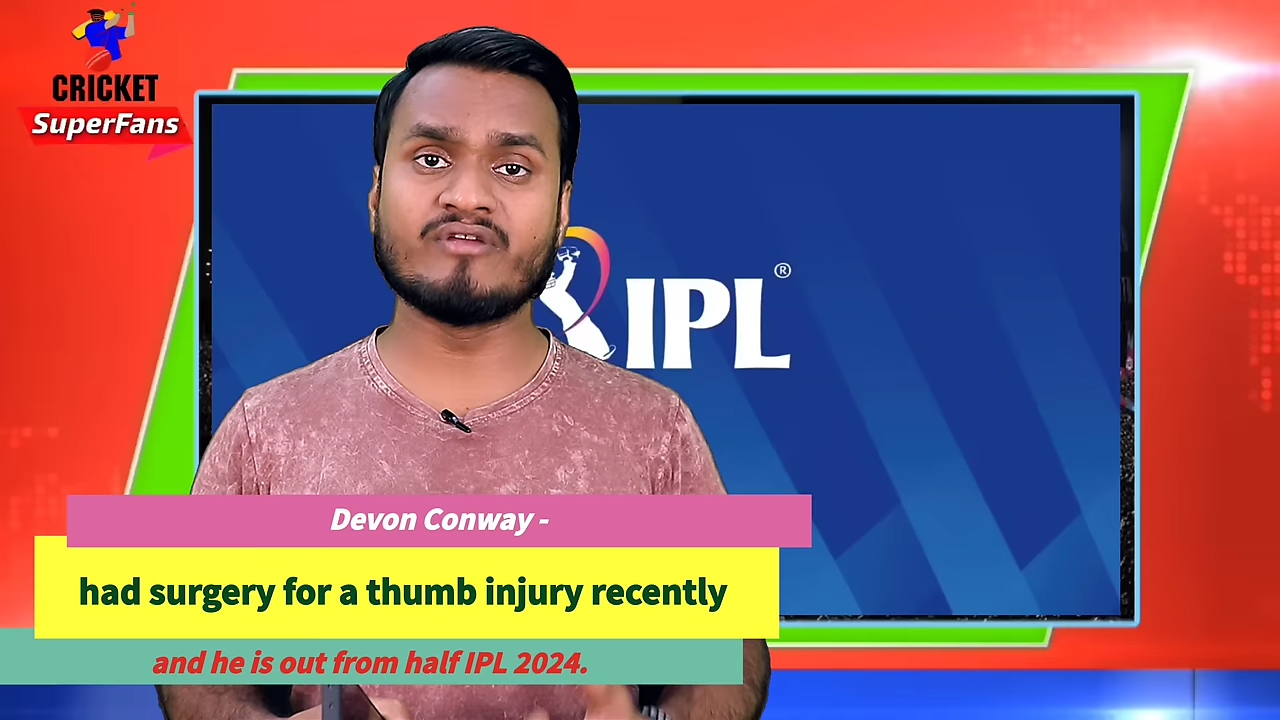 CRICKET
SuperFans
IPL®
Devon Conway -
had surgery for a thumb injury recently
and he is out from half IPL 2024.